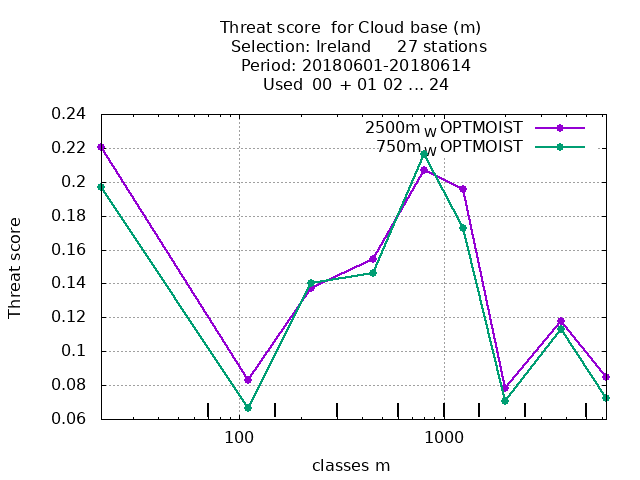 Threat score  for Cloud base (m)
Selection: Ireland     27 stations
Period: 20180601-20180614
Used  00  + 01 02 ... 24
2500m W OPTMOIST
750m W OPTMOIST
0.24
0.22
0.2
0.18
0.16
0.14
0.12
0.1
0.08
0.06
Threat score
100
1000
classes m